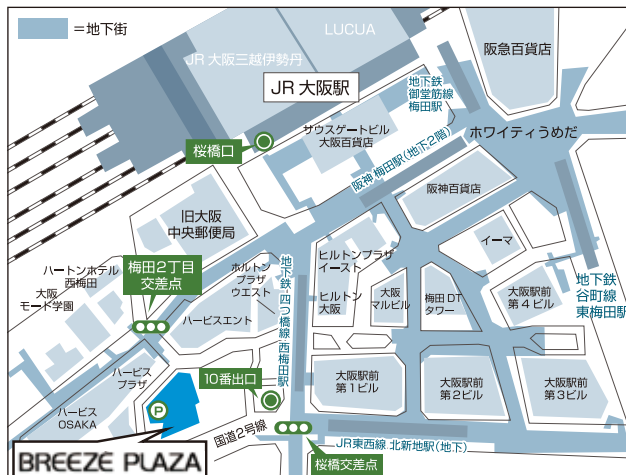 =地下街
LUCUA
JR 大阪三越伊勢丹
JR 大阪駅
阪急百貨店
地下鉄
御堂筋線
梅田駅
ホワイティうめだ
桜橋口
サウスゲートビル
大阪百貨店
阪神 梅田駅(地下2階)
阪神百貨店
旧大阪
中央郵便局
イーマ
梅田2丁目
交差点
ハートンホテル
西梅田
大阪
モード学園
ホルトン
プラザ
ウエスト
ハービスエント
地下鉄 四つ橋線 西梅田駅
ヒルトンプラザ
イースト
ヒルトン
大阪
大阪
マルビル
梅田 DT
タワー
大阪駅前
第4ビル
地下鉄
谷町線
東梅田駅
ハービス
プラザ
ハービス
OSAKA
P
10番出口
国道2号線
大阪駅前
第1ビル
大阪駅前
第2ビル
大阪駅前
第3ビル
JR東西線 北新地駅(地下)
桜橋交差点
BREEZE PLAZA